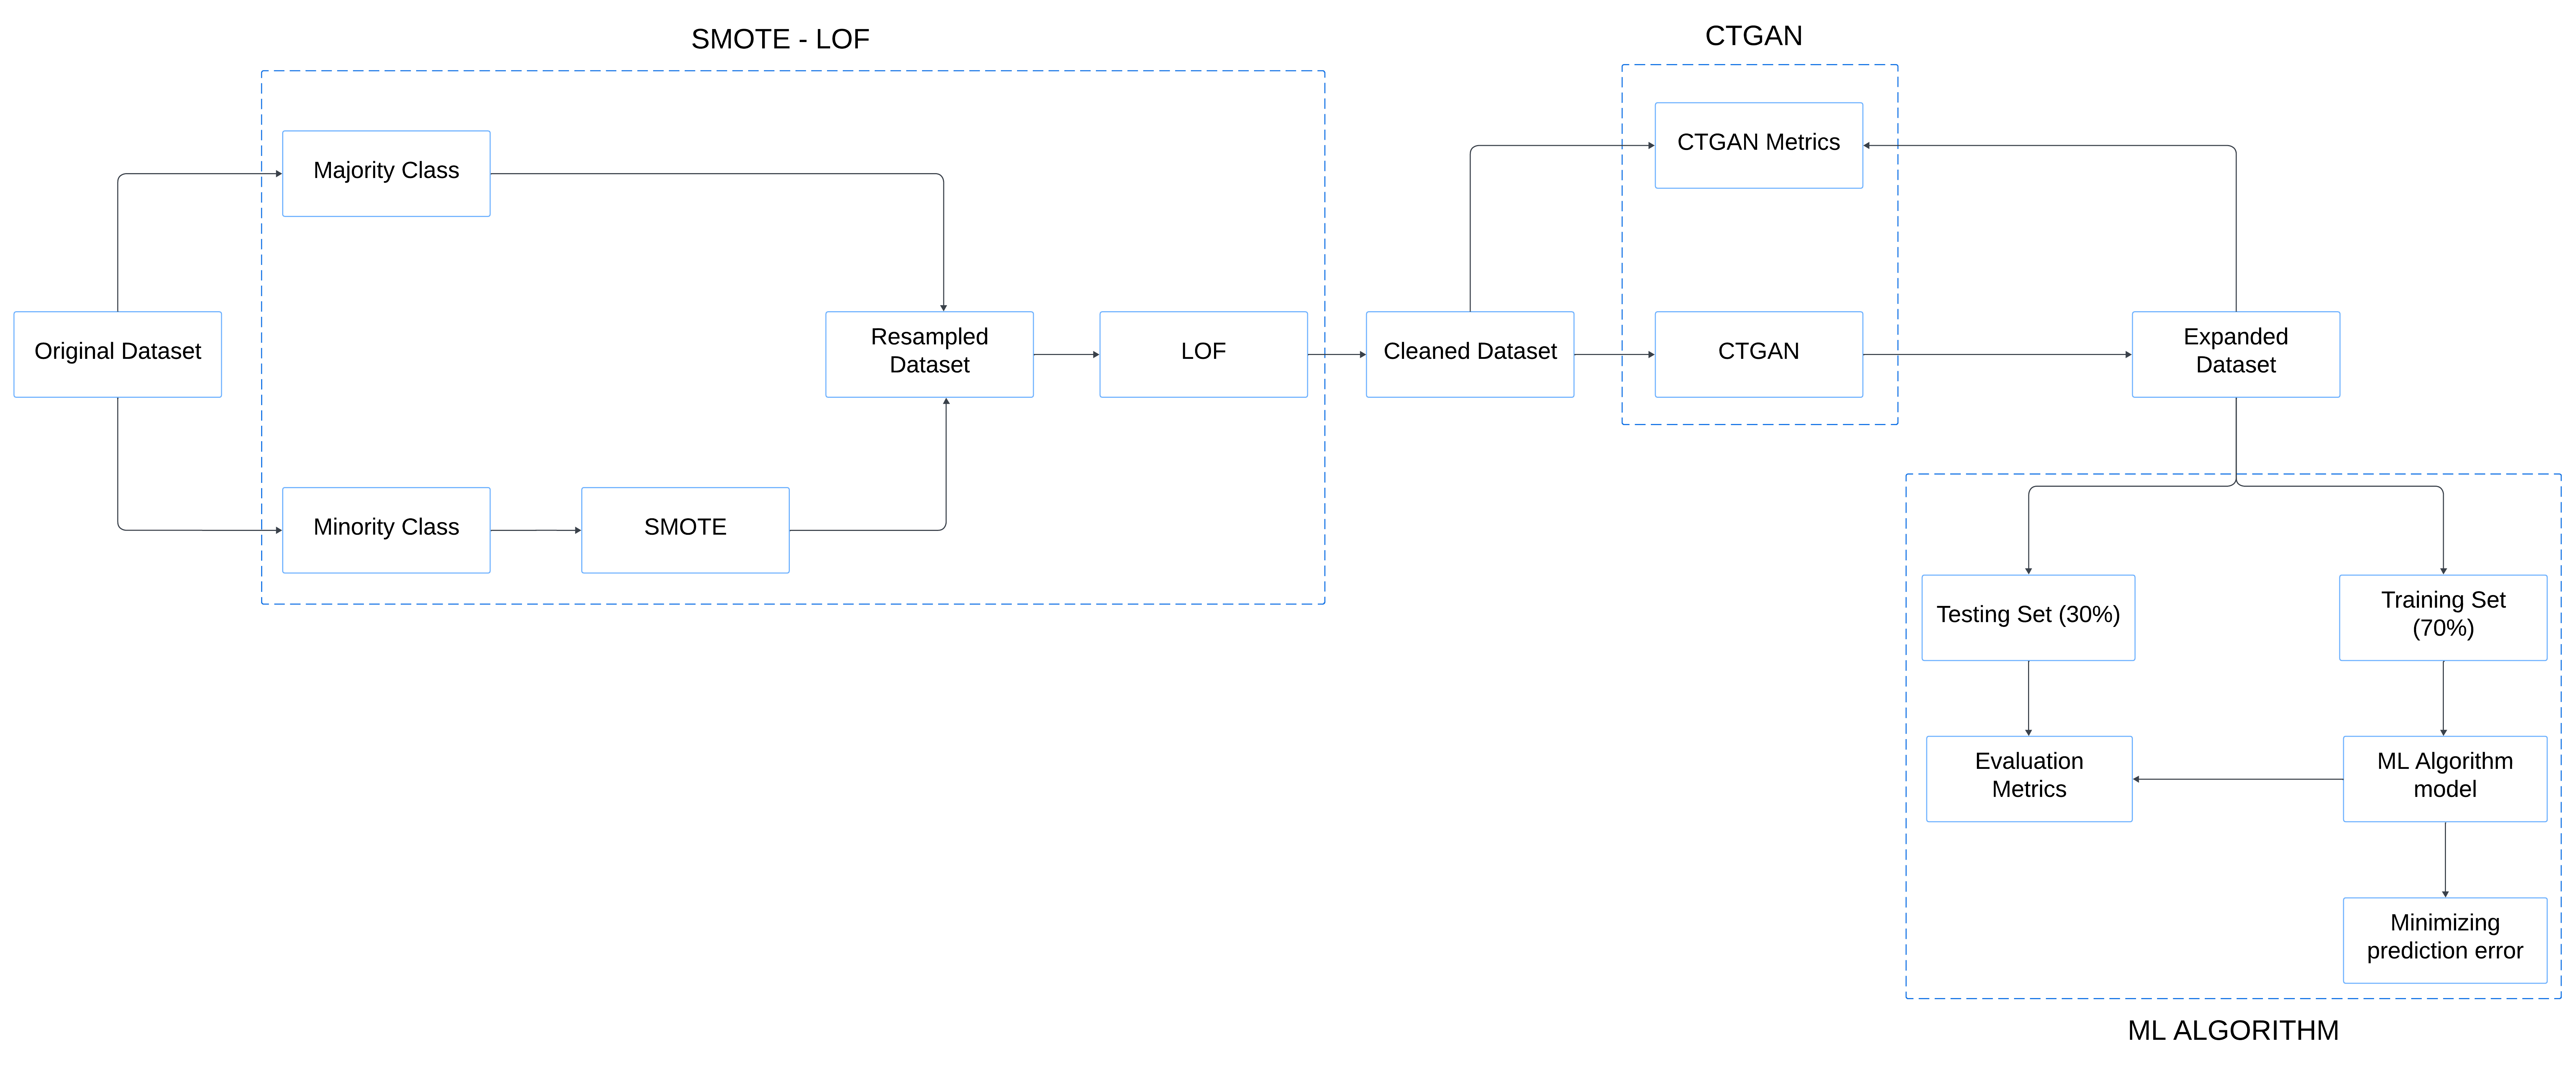 SMOTE - LOF
CTGAN
CTGAN Metrics
Majority Class
Original Dataset
Resampled
Dataset
LOF
Cleaned Dataset
CTGAN
Expanded
Dataset
Minority Class
SMOTE
Testing Set (30%)
Training Set
(70%)
Evaluation
Metrics
ML Algorithm
model
Minimizing
prediction error
ML ALGORITHM